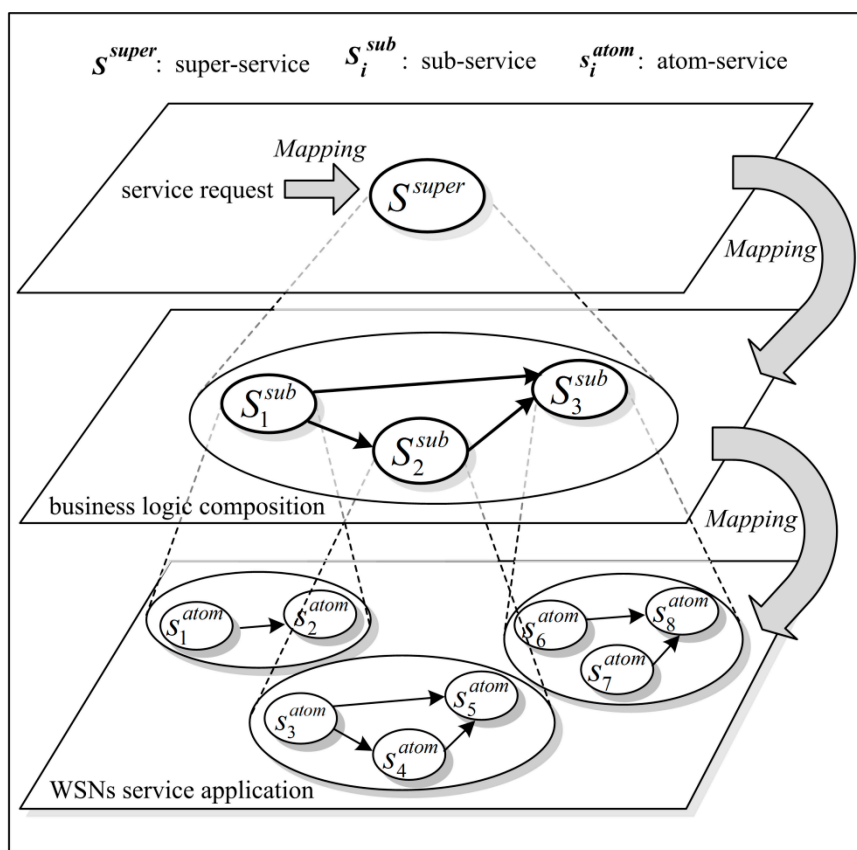 S^super: super-service S_i^sub: sub-service s_i^atom: atom-service
Mapping
service request
S^super
Mapping
S_1^sub
S_3^sub
S_2^sub
business logic composition
Mapping
s_1^atom
s_2^atom
s_6^atom
s_8^atom
s_7^atom
s_3^atom
s_5^atom
s_4^atom
WSNs service application